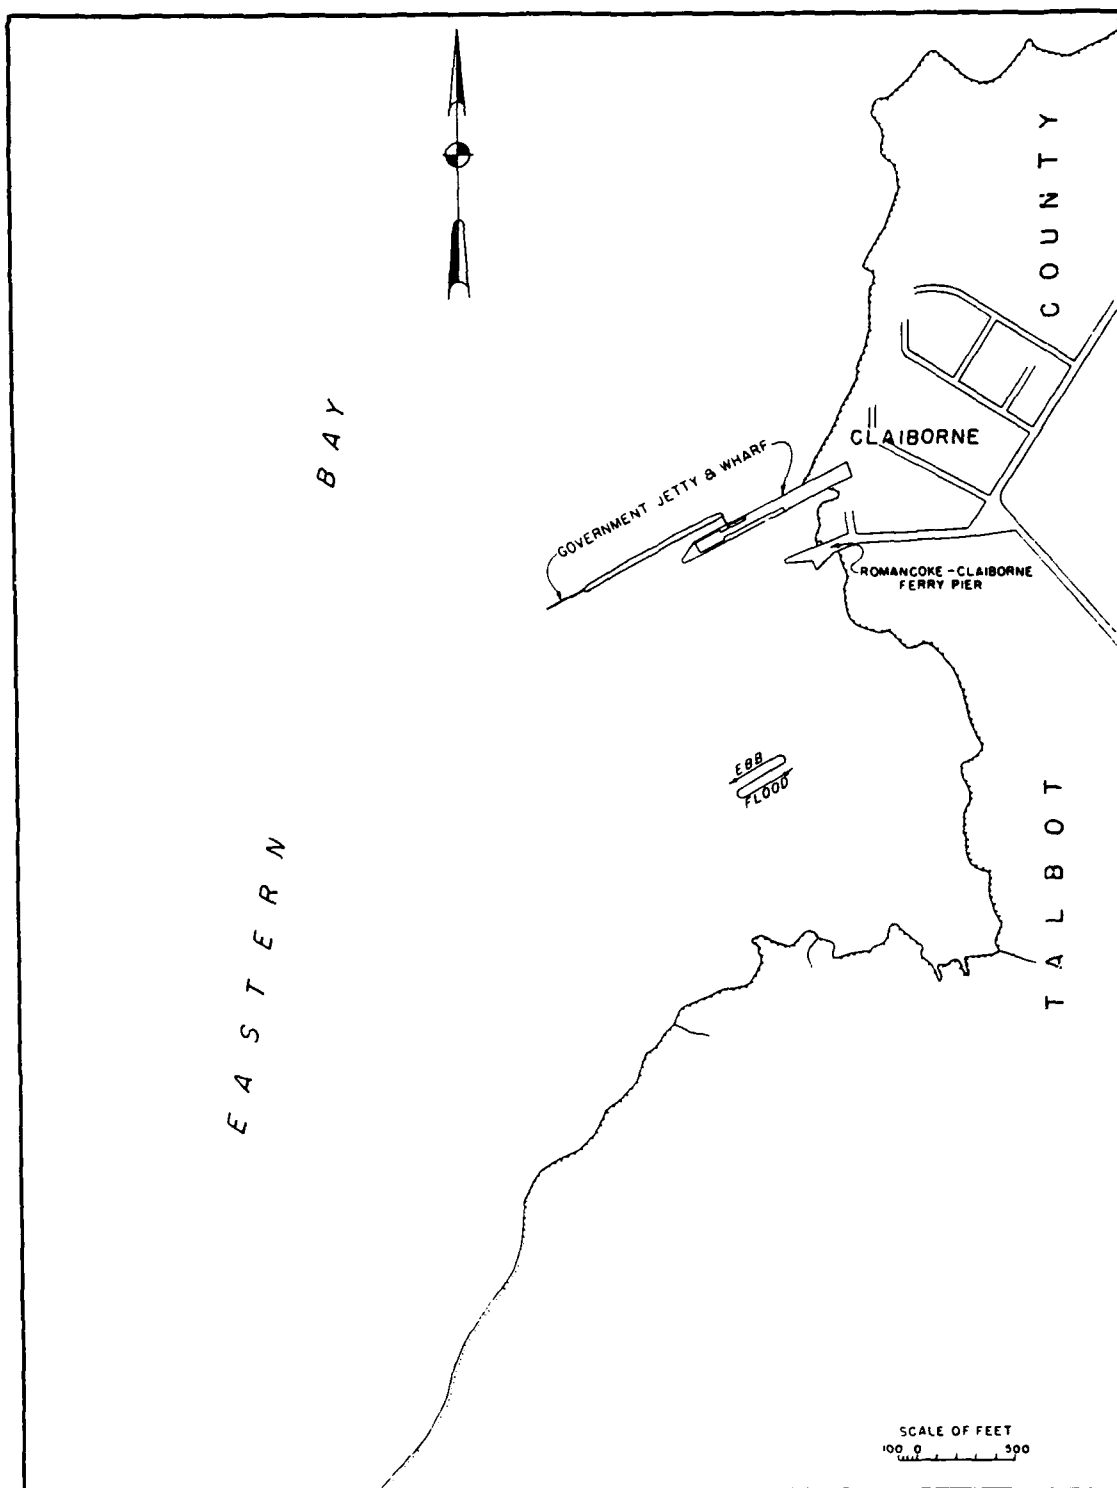 COUNTY
BAY
CLAIBORNE
GOVERNMENT JETTY & WHARF
ROMANCOKE-CLAIBORNE
FERRY PIER
EBB
FLOOD
TALBOT
EASTERN
SCALE OF FEET
100 0 500